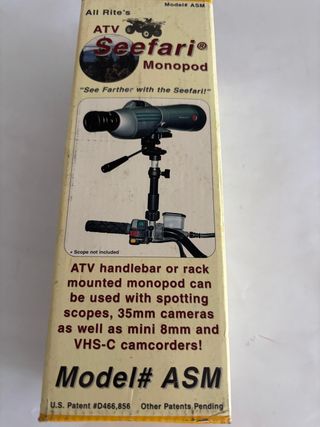 Model# ASM
All Rite's
ATV
Seefari®
Monopod
"See Farther with the Seefari!"
• Scope not included
ATV handlebar or rack
mounted monopod can
be used with spotting
scopes, 35mm cameras
as well as mini 8mm and
VHS-C camcorders!
Model# ASM
U.S. Patent #D466,856 Other Patents Pending